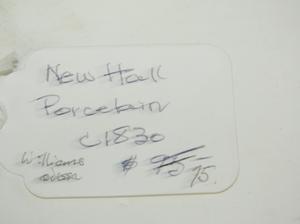 New Hall
Porcelain
c1830
Williams $ 95-
75.